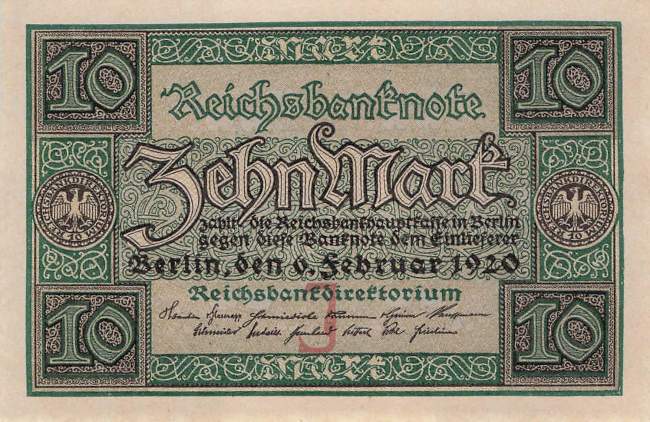 10 10
Reichsbanknote
Zehn Mark
zahlt die Reichsbankhauptkasse in Berlin
gegen diese Banknote dem Einlieferer
Berlin, den 6. Februar 1920
Reichsbankdirektorium
10 10